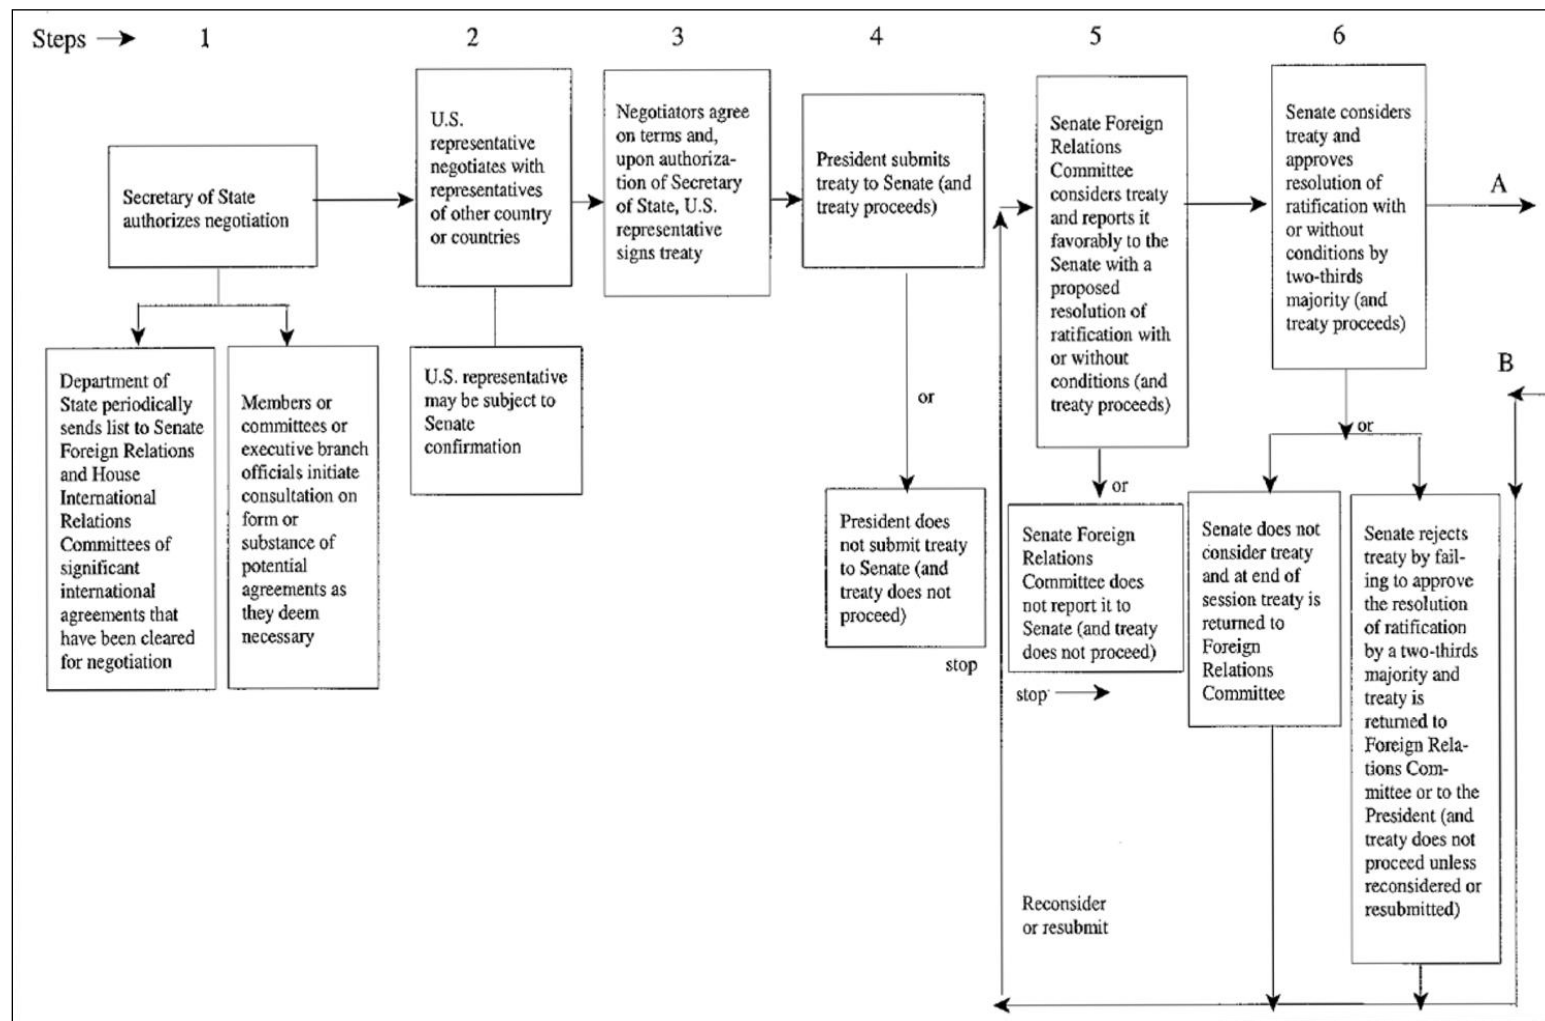 Steps → 1 2 3 4 5 6
Secretary of State
authorizes negotiation
Department of
State periodically
sends list to Senate
Foreign Relations
and House
International
Relations
Committees of
significant
international
agreements that
have been cleared
for negotiation
Members or
committees or
executive branch
officials initiate
consultation on
form or
substance of
potential
agreements as
they deem
necessary
U.S.
representative
negotiates with
representatives
of other country
or countries
U.S. representative
may be subject to
Senate
confirmation
Negotiators agree
on terms and,
upon authoriza-
tion of Secretary
of State, U.S.
representative
signs treaty
President submits
treaty to Senate (and
treaty proceeds)
or
President does
not submit treaty
to Senate (and
treaty does not
proceed)
stop
Senate Foreign
Relations
Committee
considers treaty
and reports it
favorably to the
Senate with a
proposed
resolution of
ratification with
or without
conditions (and
treaty proceeds)
or
Senate Foreign
Relations
Committee does
not report it to
Senate (and treaty
does not proceed)
stop →
Reconsider
or resubmit
Senate considers
treaty and
approves
resolution of
ratification with
or without
conditions by
two-thirds
majority (and
treaty proceeds)
or
Senate does not
consider treaty
and at end of
session treaty is
returned to
Foreign
Relations
Committee
Senate rejects
treaty by fail-
ing to approve
the resolution
of ratification
by a two-thirds
majority and
treaty is
returned to
Foreign Rela-
tions Com-
mittee or to the
President (and
treaty does not
proceed unless
reconsidered or
resubmitted)
A
B